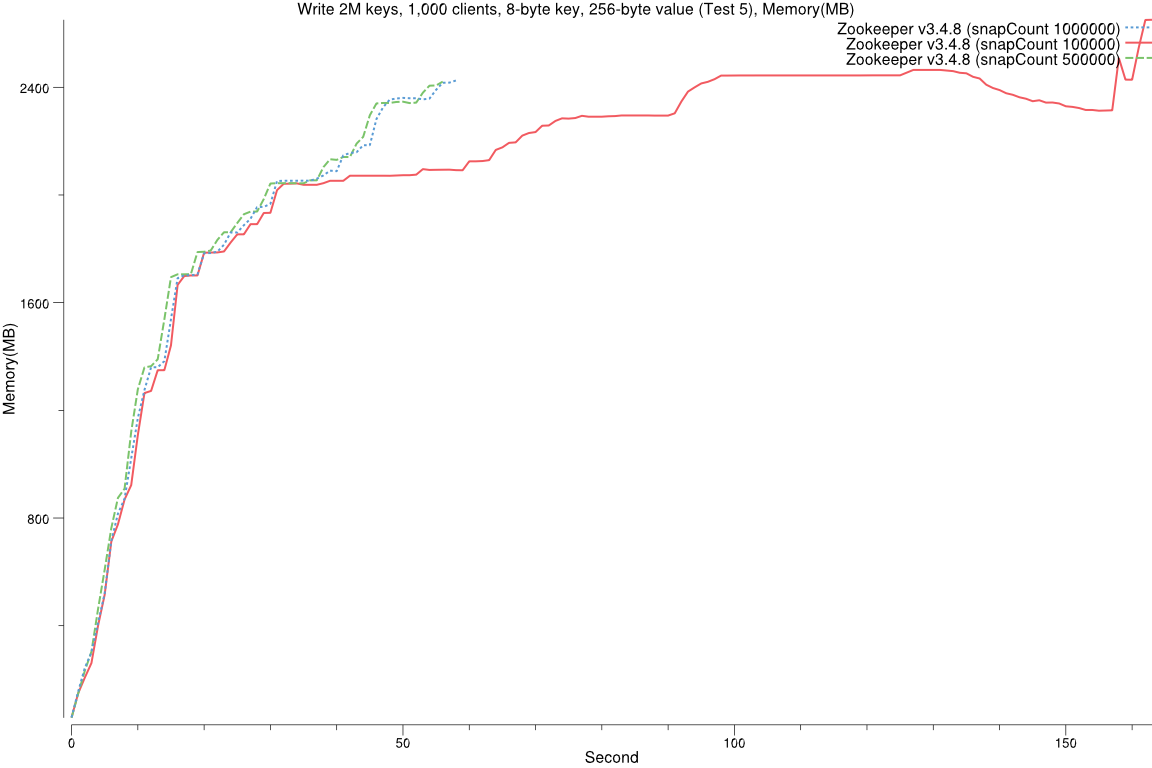 Write 2M keys, 1,000 clients, 8-byte key, 256-byte value (Test 5), Memory(MB)
Zookeeper v3.4.8 (snapCount 1000000)
Zookeeper v3.4.8 (snapCount 100000)
Zookeeper v3.4.8 (snapCount 500000)
2400
1600
800
Memory(MB)
0
50
100
150
Second